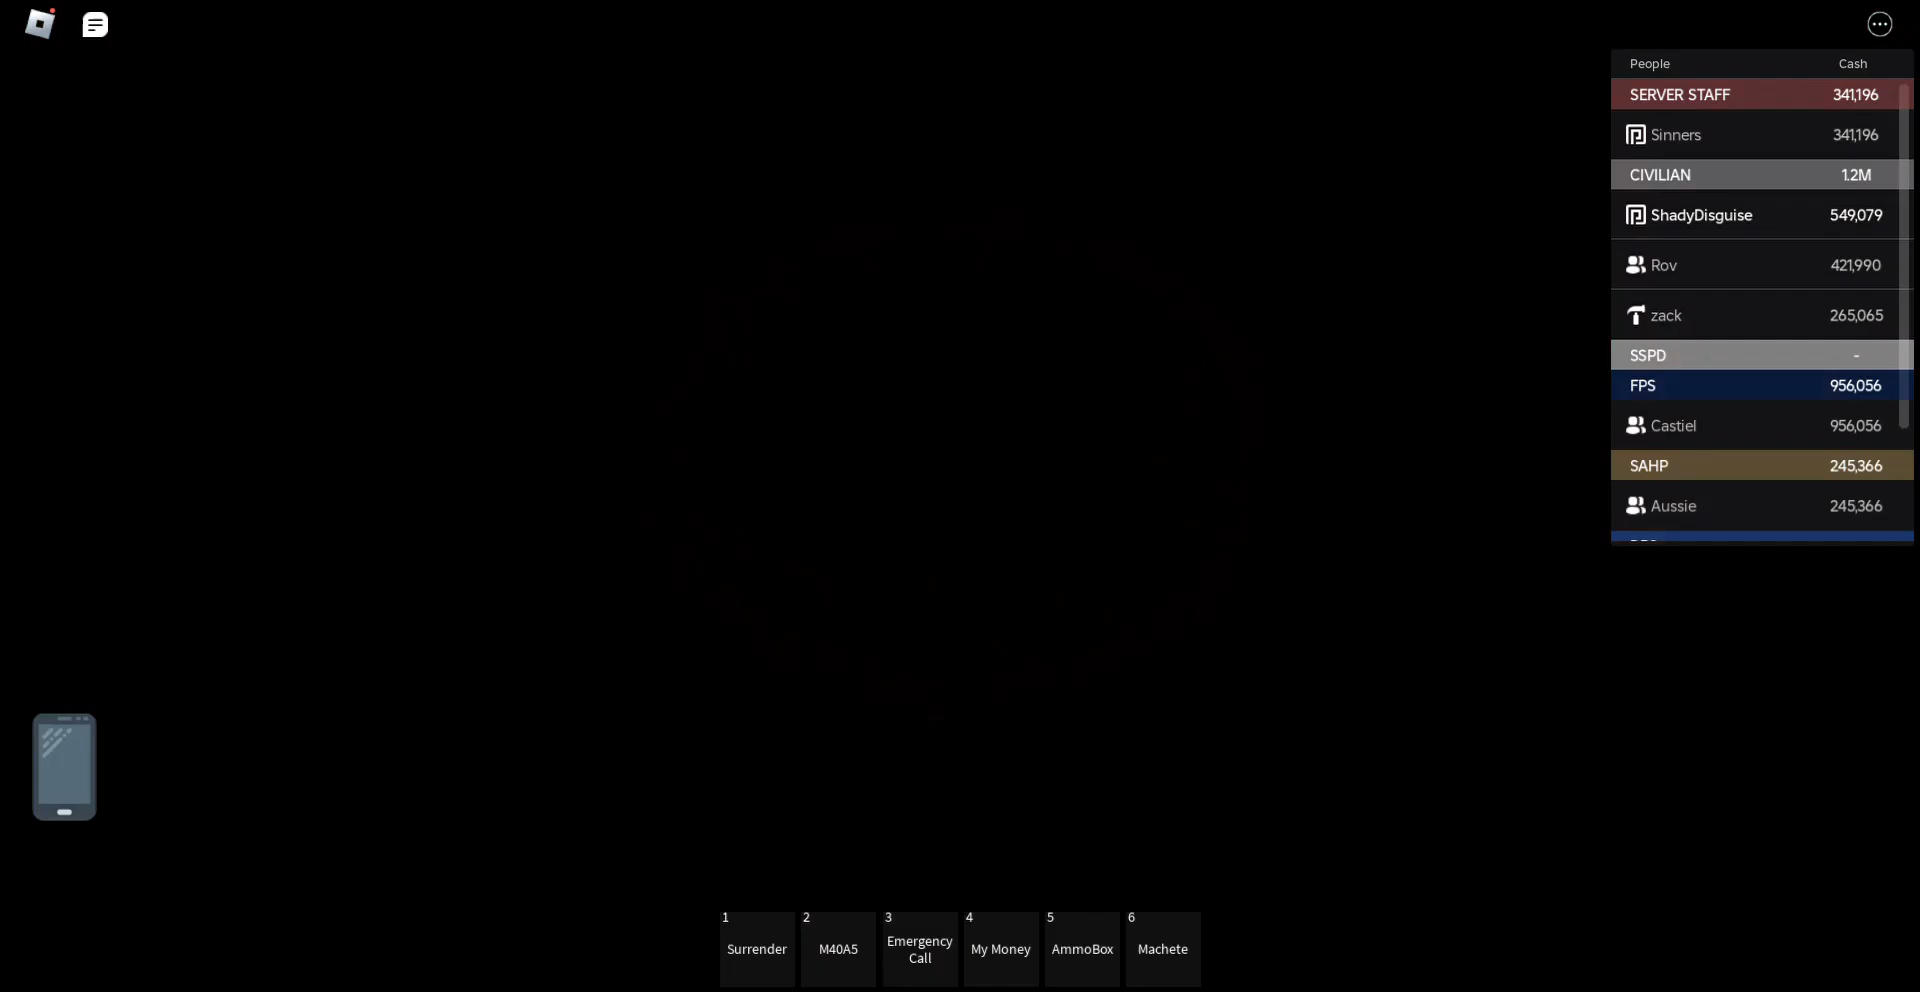 People Cash
SERVER STAFF 341,196
Sinners 341,196
CIVILIAN 1.2M
ShadyDisguise 549,079
Rov 421,990
zack 265,065
SSPD -
FPS 956,056
Castiel 956,056
SAHP 245,366
Aussie 245,366
1 2 3 4 5 6
Surrender M40A5 Emergency Call My Money AmmoBox Machete